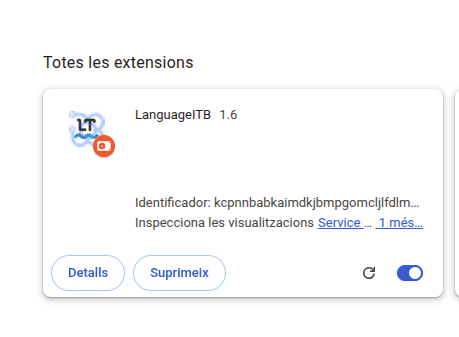 Totes les extensions
LT
LanguageITB 1.6
Identificador: kcpnnbabkaimdkjbmpgomcljlfdlm…
Inspecciona les visualitzacions Service … 1 més…
Detalls
Suprimeix